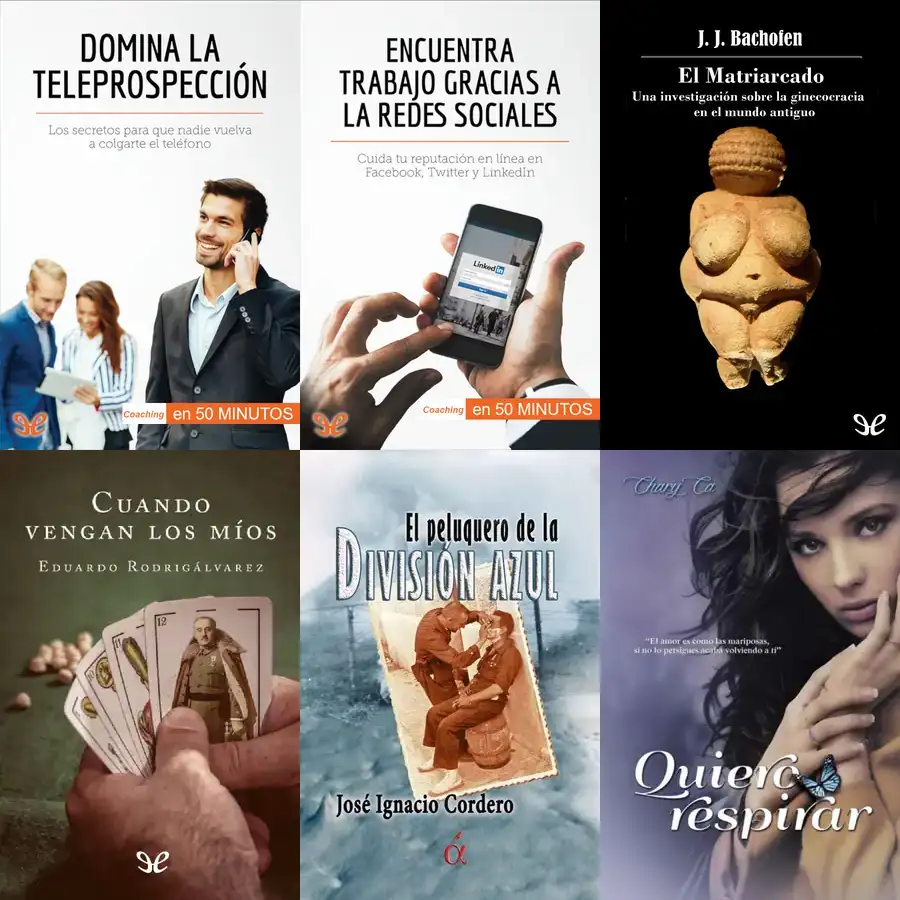 DOMINA LA
TELEPROSPECCIÓN
Los secretos para que nadie vuelva
a colgarte el teléfono
Coaching en 50 MINUTOS
ENCUENTRA
TRABAJO GRACIAS A
LA REDES SOCIALES
Cuida tu reputación en línea en
Facebook, Twitter y LinkedIn
Linked in
Coaching en 50 MINUTOS
J. J. Bachofen
El Matriarcado
Una investigación sobre la ginecocracia
en el mundo antiguo
CUANDO
VENGAN LOS MÍOS
EDUARDO RODRIGÁLVAREZ
10
11
12
El peluquero de la
DIVISIÓN AZUL
José Ignacio Cordero
Chary Ca
"El amor es como las mariposas,
si no lo persigues acaba volviendo a ti"
Quiero
respirar